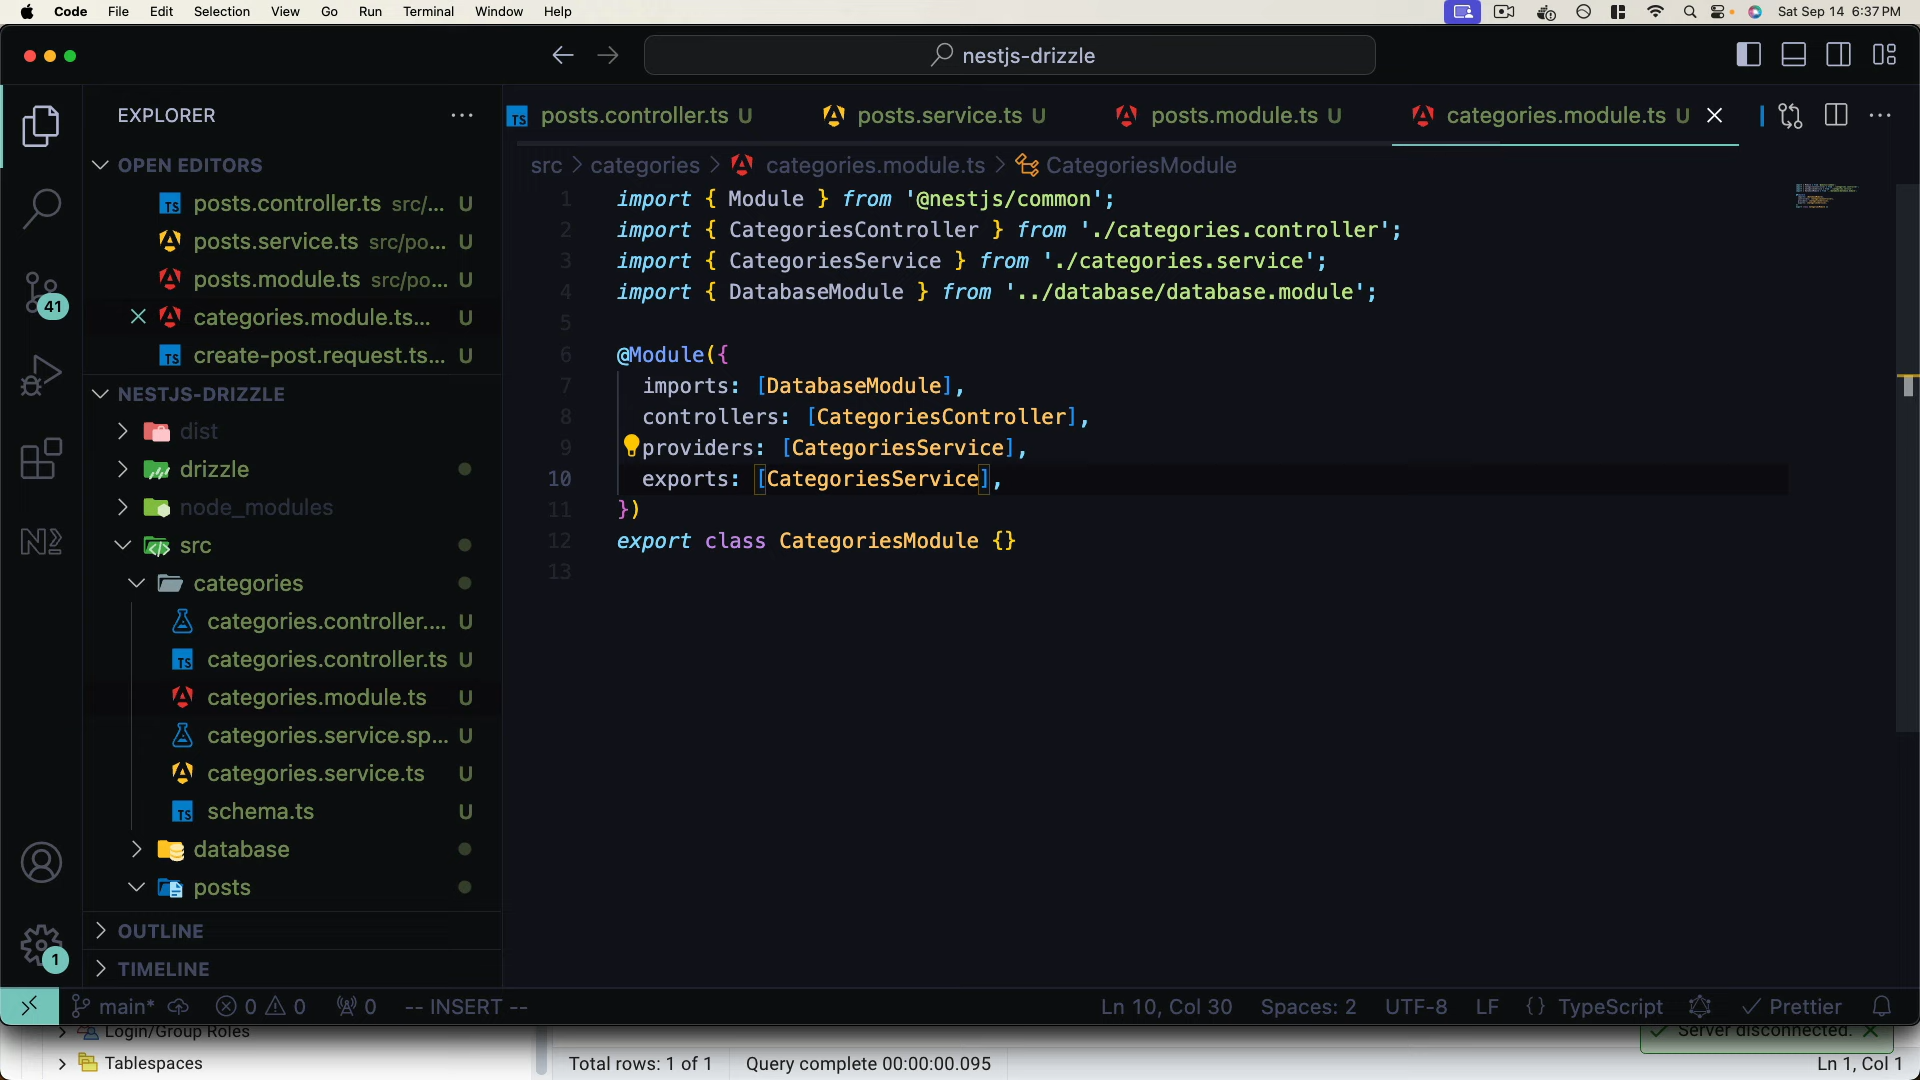 Code File Edit Selection View Go Run Terminal Window Help Sat Sep 14 6:37 PM
nestjs-drizzle
EXPLORER
OPEN EDITORS
posts.controller.ts src/... U
posts.service.ts src/po... U
posts.module.ts src/po... U
categories.module.ts... U
create-post.request.ts... U
NESTJS-DRIZZLE
dist
drizzle
node_modules
src
categories
categories.controller.... U
categories.controller.ts U
categories.module.ts U
categories.service.sp... U
categories.service.ts U
schema.ts U
database
posts
OUTLINE
TIMELINE
41
1
posts.controller.ts U posts.service.ts U posts.module.ts U categories.module.ts U
src > categories > categories.module.ts > CategoriesModule
1 import { Module } from '@nestjs/common';
2 import { CategoriesController } from './categories.controller';
3 import { CategoriesService } from './categories.service';
4 import { DatabaseModule } from '../database/database.module';
5
6 @Module({
7 imports: [DatabaseModule],
8 controllers: [CategoriesController],
9 providers: [CategoriesService],
10 exports: [CategoriesService],
11 })
12 export class CategoriesModule {}
13
main* 0 0 0 -- INSERT -- Ln 10, Col 30 Spaces: 2 UTF-8 LF {} TypeScript Prettier
Login/Group Roles
Server disconnected.
Tablespaces
Total rows: 1 of 1 Query complete 00:00:00.095 Ln 1, Col 1